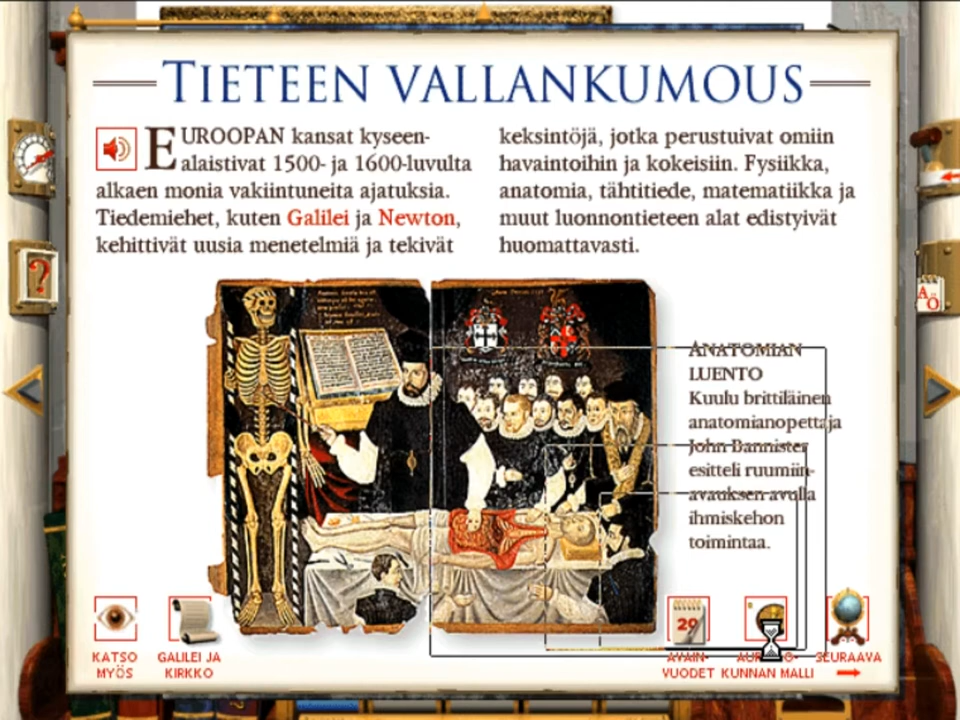 TIETEEN VALLANKUMOUS
EUROOPAN kansat kyseen-
alaistivat 1500- ja 1600-luvulta
alkaen monia vakiintuneita ajatuksia.
Tiedemiehet, kuten Galilei ja Newton,
kehittivät uusia menetelmiä ja tekivät
keksintöjä, jotka perustuivat omiin
havaintoihin ja kokeisiin. Fysiikka,
anatomia, tähtitiede, matematiikka ja
muut luonnontieteen alat edistyivät
huomattavasti.
ANATOMIAN
LUENTO
Kuulu brittiläinen
anatomianopettaja
John Bannister
esitteli ruumiin-
avauksen avulla
ihmiskehon
toimintaa.
?
AÖ
KATSO
MYÖS
GALILEI JA
KIRKKO
29
AVAIN-
VUODET
KUNNAN MALLI
SEURAAVA